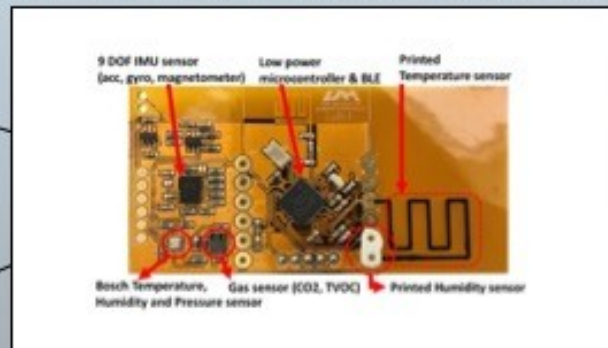 9 DOF IMU sensor
(acc, gyro, magnetometer)
Low power
microcontroller & BLE
Printed
Temperature sensor
Bosch Temperature,
Humidity and Pressure sensor
Gas sensor (CO2, TVOC)
Printed Humidity sensor